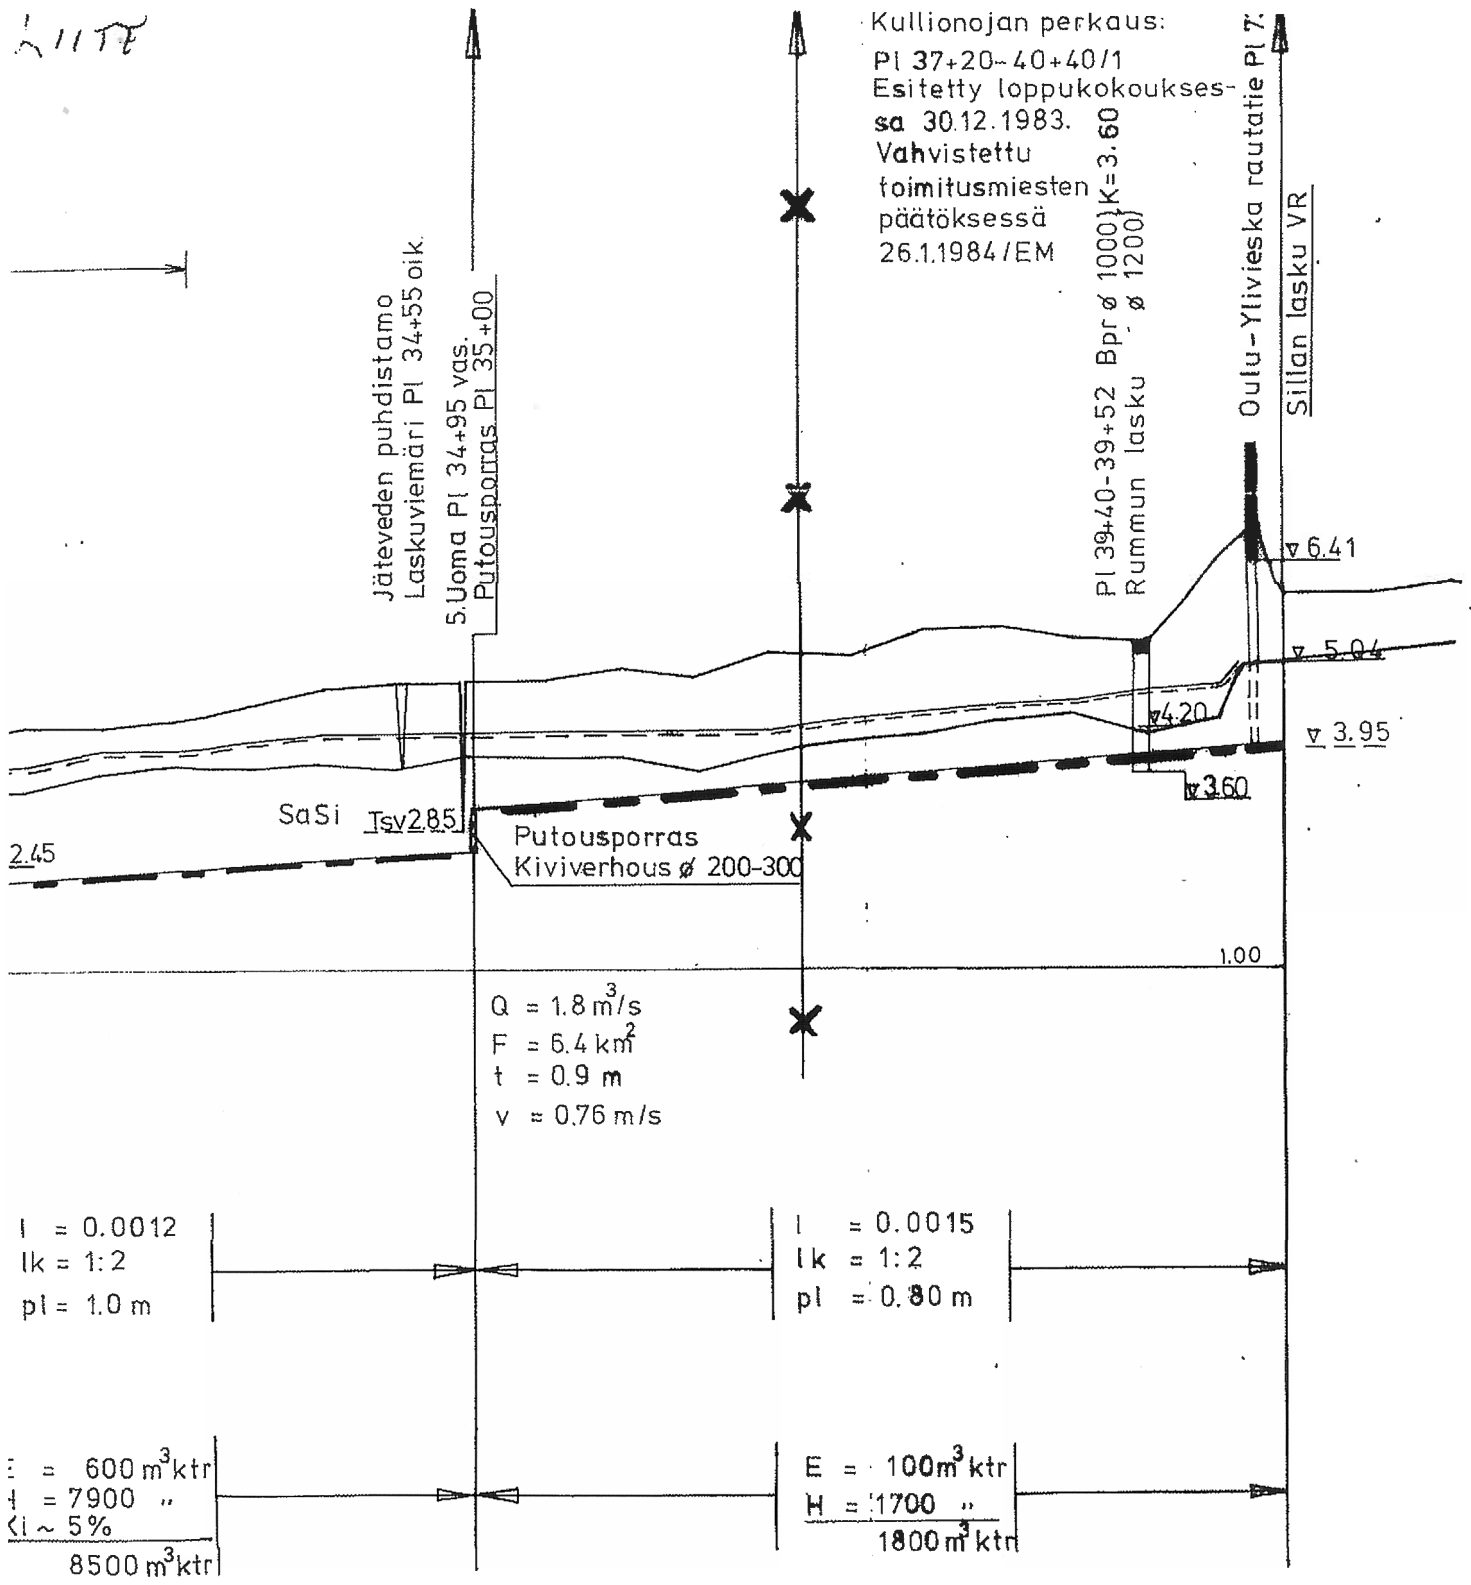 LIITE
Kullionojan perkaus:
Pl 37+20-40+40/1
Esitetty loppukokoukses-
sa 30.12.1983.
Vahvistettu
toimitusmiesten
päätöksessä
26.1.1984/EM
Jäteveden puhdistamo
Laskuviemäri Pl 34+55 oik.
5.Uoma Pl 34+95 vas.
Putousporras Pl 35+00
Pl 39+40-39+52 Bpr ø 1000}K=3.60
Rummun lasku ø 1200}
Oulu-Ylivieska rautatie Pl
Sillan lasku VR
6.41
5.04
4.20
3.95
3.60
SaSi
Tsv2.85
2.45
Putousporras
Kiviverhous ø 200-300
1.00
Q = 1.8 m³/s
F = 6.4 km²
t = 0.9 m
v = 0.76 m/s
I = 0.0012
lk = 1:2
pl = 1.0 m
I = 0.0015
lk = 1:2
pl = 0.80 m
= 600 m³ktr
= 7900 "
~ 5%
8500 m³ktr
E = 100m³ktr
H = 1700 "
1800m³ktr